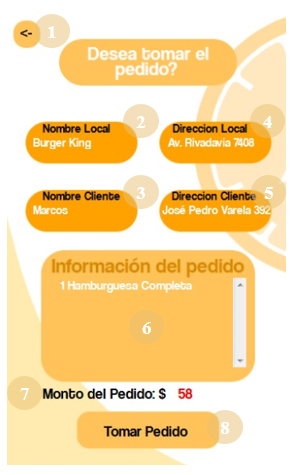 <- 1
Desea tomar el
pedido?
2 4
Nombre Local Direccion Local
Burger King Av. Rivadavia 7408
3 5
Nombre Cliente Direccion Cliente
Marcos José Pedro Varela 392
Información del pedido
1 Hamburguesa Completa
6
7 Monto del Pedido: $ 58
Tomar Pedido 8